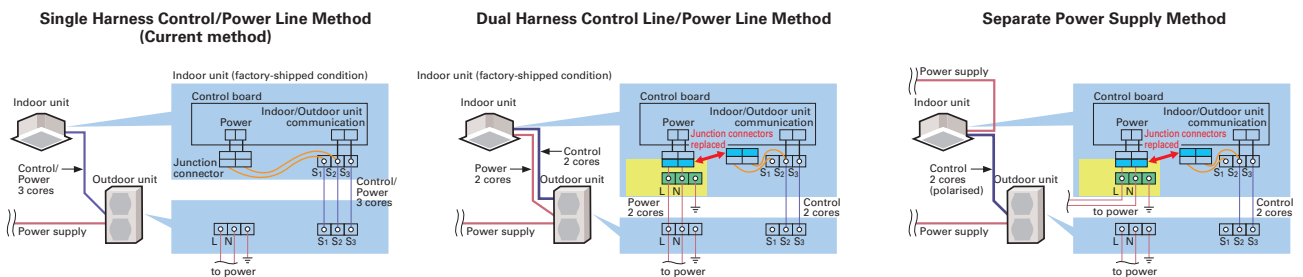 Single Harness Control/Power Line Method
(Current method)
Indoor unit (factory-shipped condition)
Indoor unit
Control board
Indoor/Outdoor unit
communication
Power
Junction
connector
S1 S2 S3
Control/
Power
3 cores
Outdoor unit
Control/
Power
3 cores
Power supply
L N
S1 S2 S3
to power
Dual Harness Control Line/Power Line Method
Indoor unit (factory-shipped condition)
Indoor unit
Control board
Indoor/Outdoor unit
communication
Power
Junction connectors
replaced
Control
2 cores
Power
2 cores
S1 S2 S3
Outdoor unit
L N
Power
2 cores
Control
2 cores
Power supply
L N
S1 S2 S3
to power
Separate Power Supply Method
Power supply
Indoor unit
Control board
Indoor/Outdoor unit
communication
Power
Junction connectors
replaced
Control
2 cores
(polarised)
S1 S2 S3
Outdoor unit
L N
to power
Control
2 cores
Power supply
L N
S1 S2 S3
to power